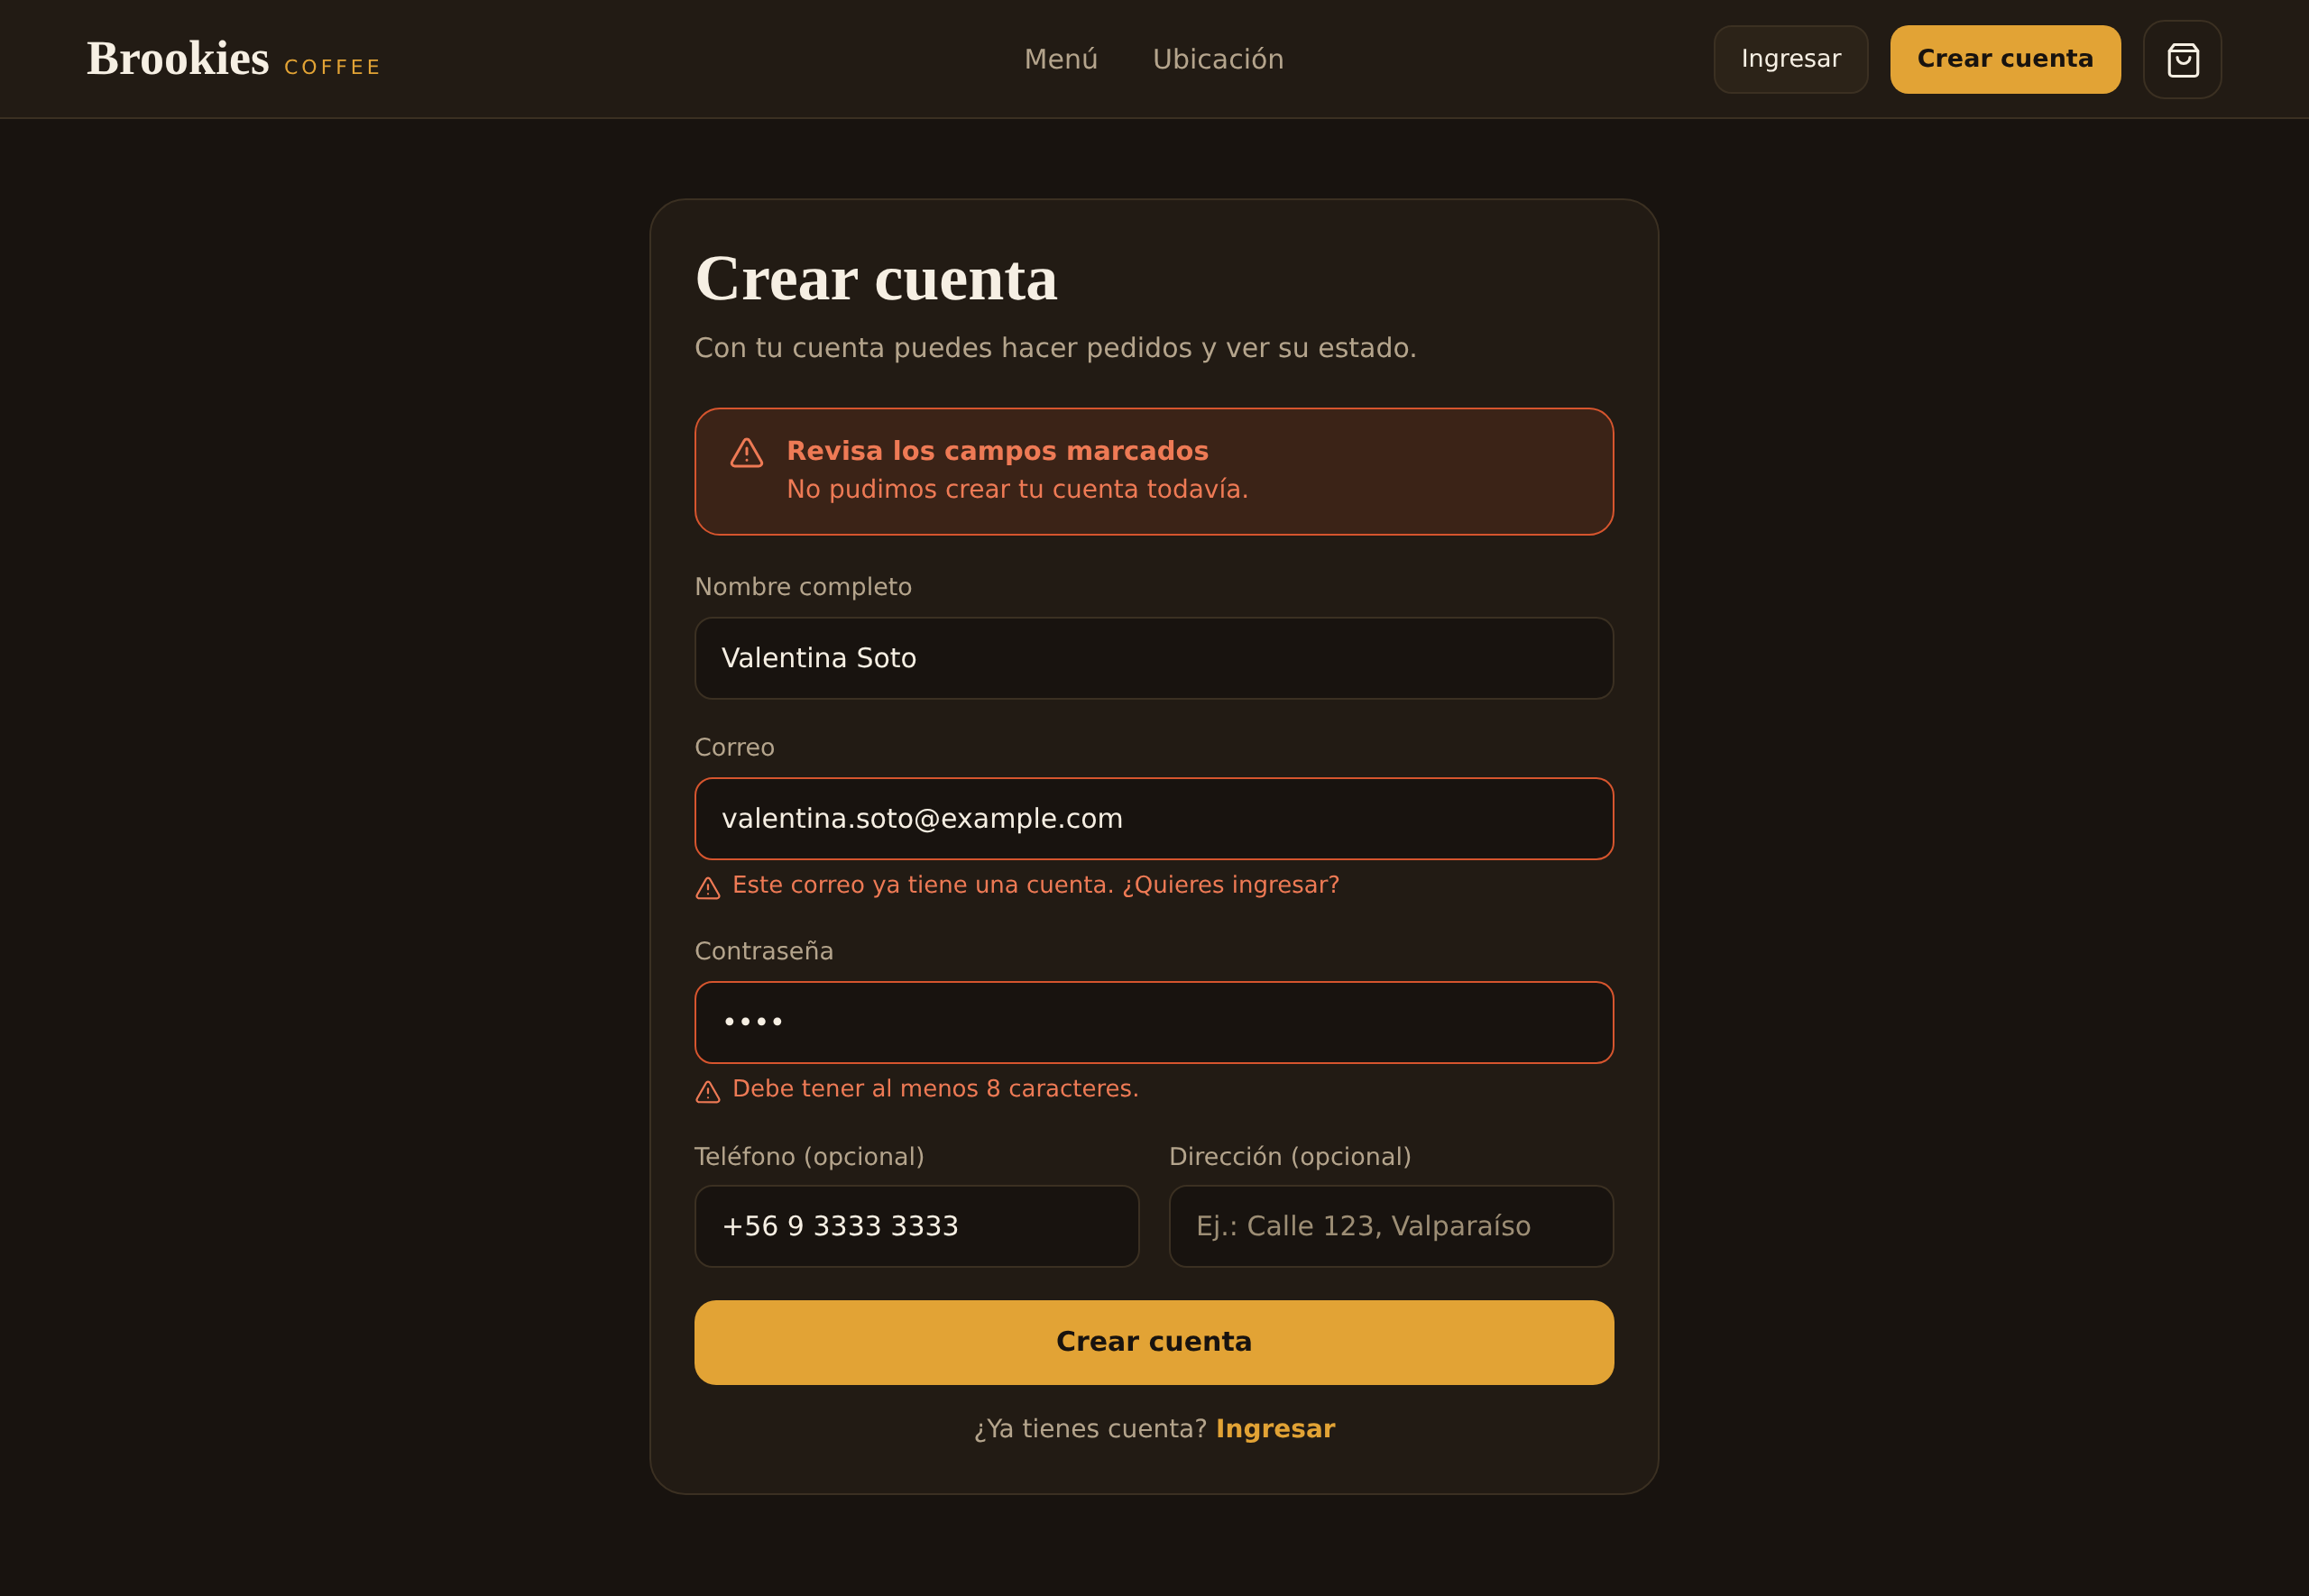 Brookies COFFEE
Menú
Ubicación
Ingresar
Crear cuenta
Crear cuenta
Con tu cuenta puedes hacer pedidos y ver su estado.
Revisa los campos marcados
No pudimos crear tu cuenta todavía.
Nombre completo
Valentina Soto
Correo
valentina.soto@example.com
Este correo ya tiene una cuenta. ¿Quieres ingresar?
Contraseña
••••
Debe tener al menos 8 caracteres.
Teléfono (opcional)
Dirección (opcional)
+56 9 3333 3333
Ej.: Calle 123, Valparaíso
Crear cuenta
¿Ya tienes cuenta? Ingresar